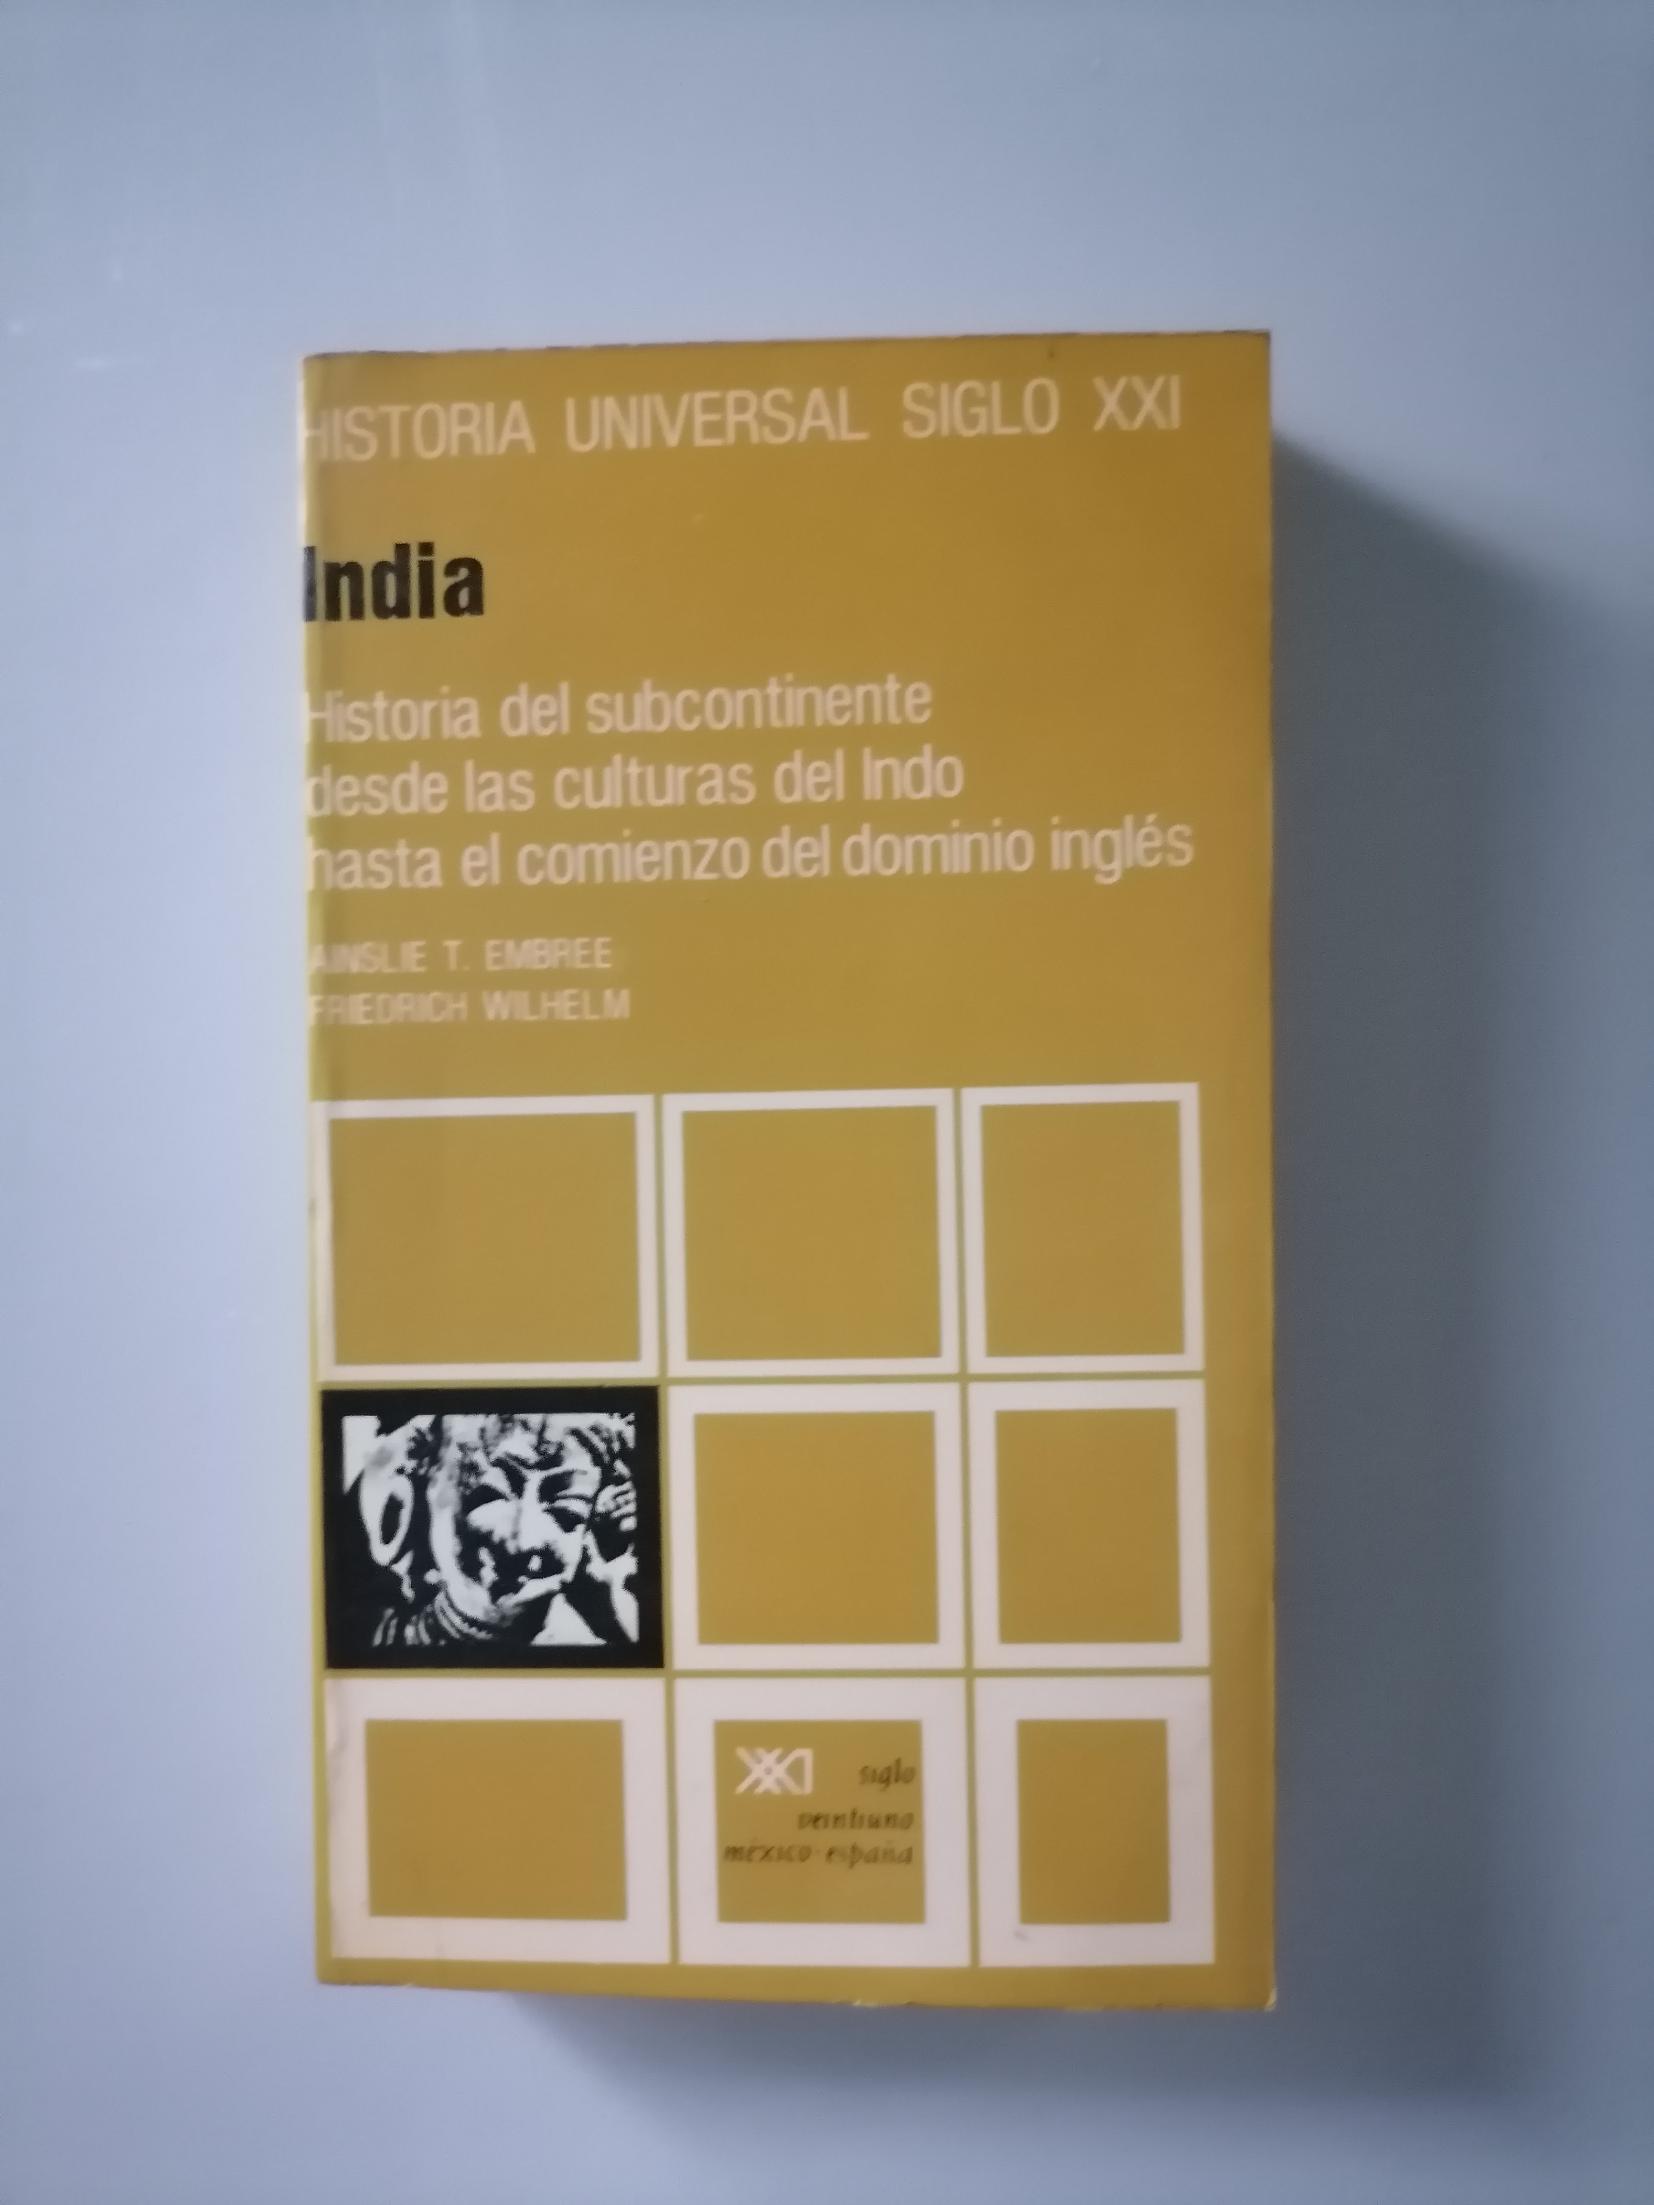 HISTORIA UNIVERSAL SIGLO XXI
India
Historia del subcontinente
desde las culturas del Indo
hasta el comienzo del dominio inglés
AINSLIE T. EMBREE
FRIEDRICH WILHELM
XXI siglo
veintiuno
méxico·españa